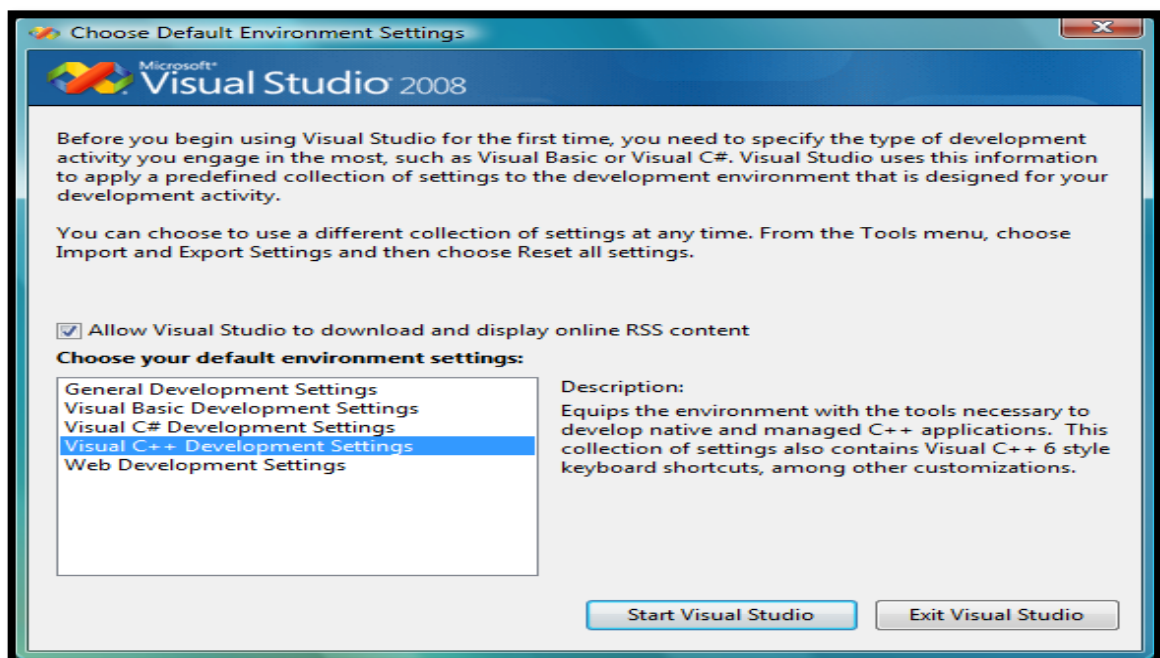 Choose Default Environment Settings
Microsoft®
Visual Studio® 2008
Before you begin using Visual Studio for the first time, you need to specify the type of development
activity you engage in the most, such as Visual Basic or Visual C#. Visual Studio uses this information
to apply a predefined collection of settings to the development environment that is designed for your
development activity.
You can choose to use a different collection of settings at any time. From the Tools menu, choose
Import and Export Settings and then choose Reset all settings.
Allow Visual Studio to download and display online RSS content
Choose your default environment settings:
General Development Settings
Visual Basic Development Settings
Visual C# Development Settings
Visual C++ Development Settings
Web Development Settings
Description:
Equips the environment with the tools necessary to
develop native and managed C++ applications. This
collection of settings also contains Visual C++ 6 style
keyboard shortcuts, among other customizations.
Start Visual Studio
Exit Visual Studio